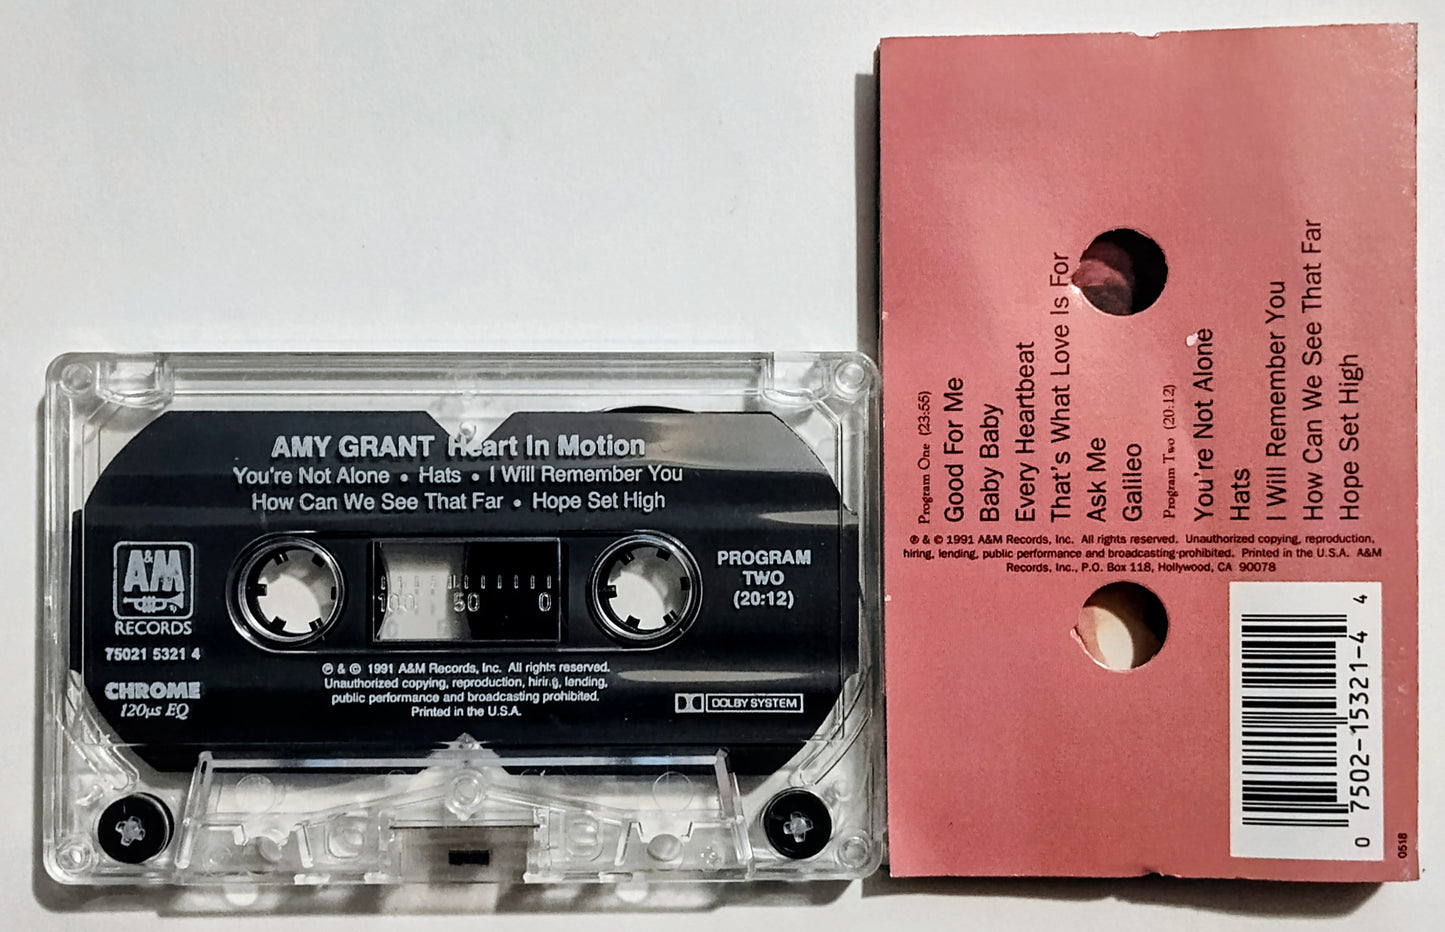 AMY GRANT Heart In Motion
You're Not Alone • Hats • I Will Remember You
How Can We See That Far • Hope Set High
A&M
RECORDS
75021 5321 4
CHROME
120µs EQ
100 50 0
PROGRAM
TWO
(20:12)
℗ & © 1991 A&M Records, Inc. All rights reserved.
Unauthorized copying, reproduction, hiring, lending,
public performance and broadcasting prohibited.
Printed in the U.S.A.
DOLBY SYSTEM
Program One (23:55)
Good For Me
Baby Baby
Every Heartbeat
That's What Love Is For
Ask Me
Galileo
Program Two (20:12)
You're Not Alone
Hats
I Will Remember You
How Can We See That Far
Hope Set High
℗ & © 1991 A&M Records, Inc. All rights reserved. Unauthorized copying, reproduction,
hiring, lending, public performance and broadcasting prohibited. Printed in the U.S.A. A&M
Records, Inc., P.O. Box 118, Hollywood, CA 90078
0 7502-15321-4 4
0518